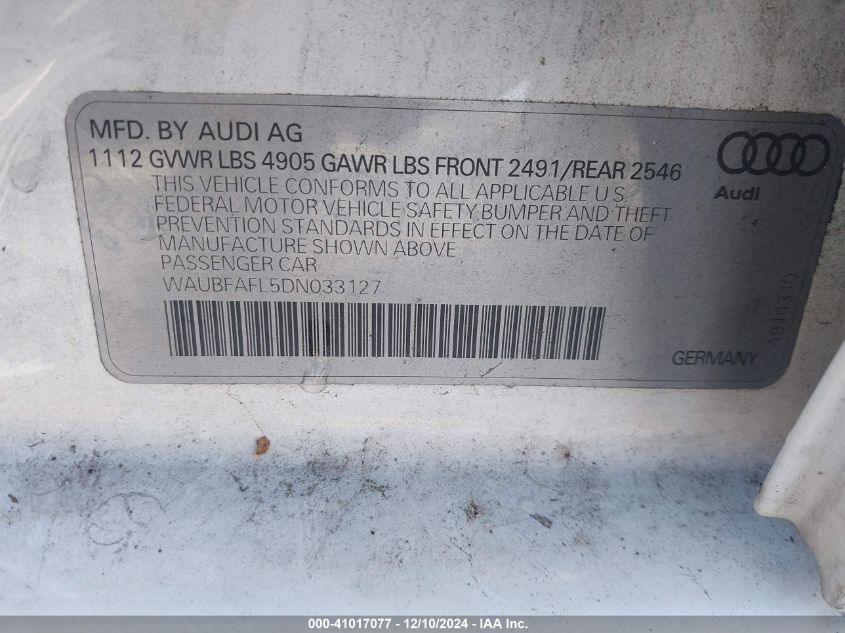 MFD. BY AUDI AG
1112 GVWR LBS 4905 GAWR LBS FRONT 2491/REAR 2546
THIS VEHICLE CONFORMS TO ALL APPLICABLE U S
FEDERAL MOTOR VEHICLE SAFETY, BUMPER AND THEFT
PREVENTION STANDARDS IN EFFECT ON THE DATE OF
MANUFACTURE SHOWN ABOVE
PASSENGER CAR
WAUBFAFL5DN033127
Audi
4914310
GERMANY
000-41017077 - 12/10/2024 - IAA Inc.